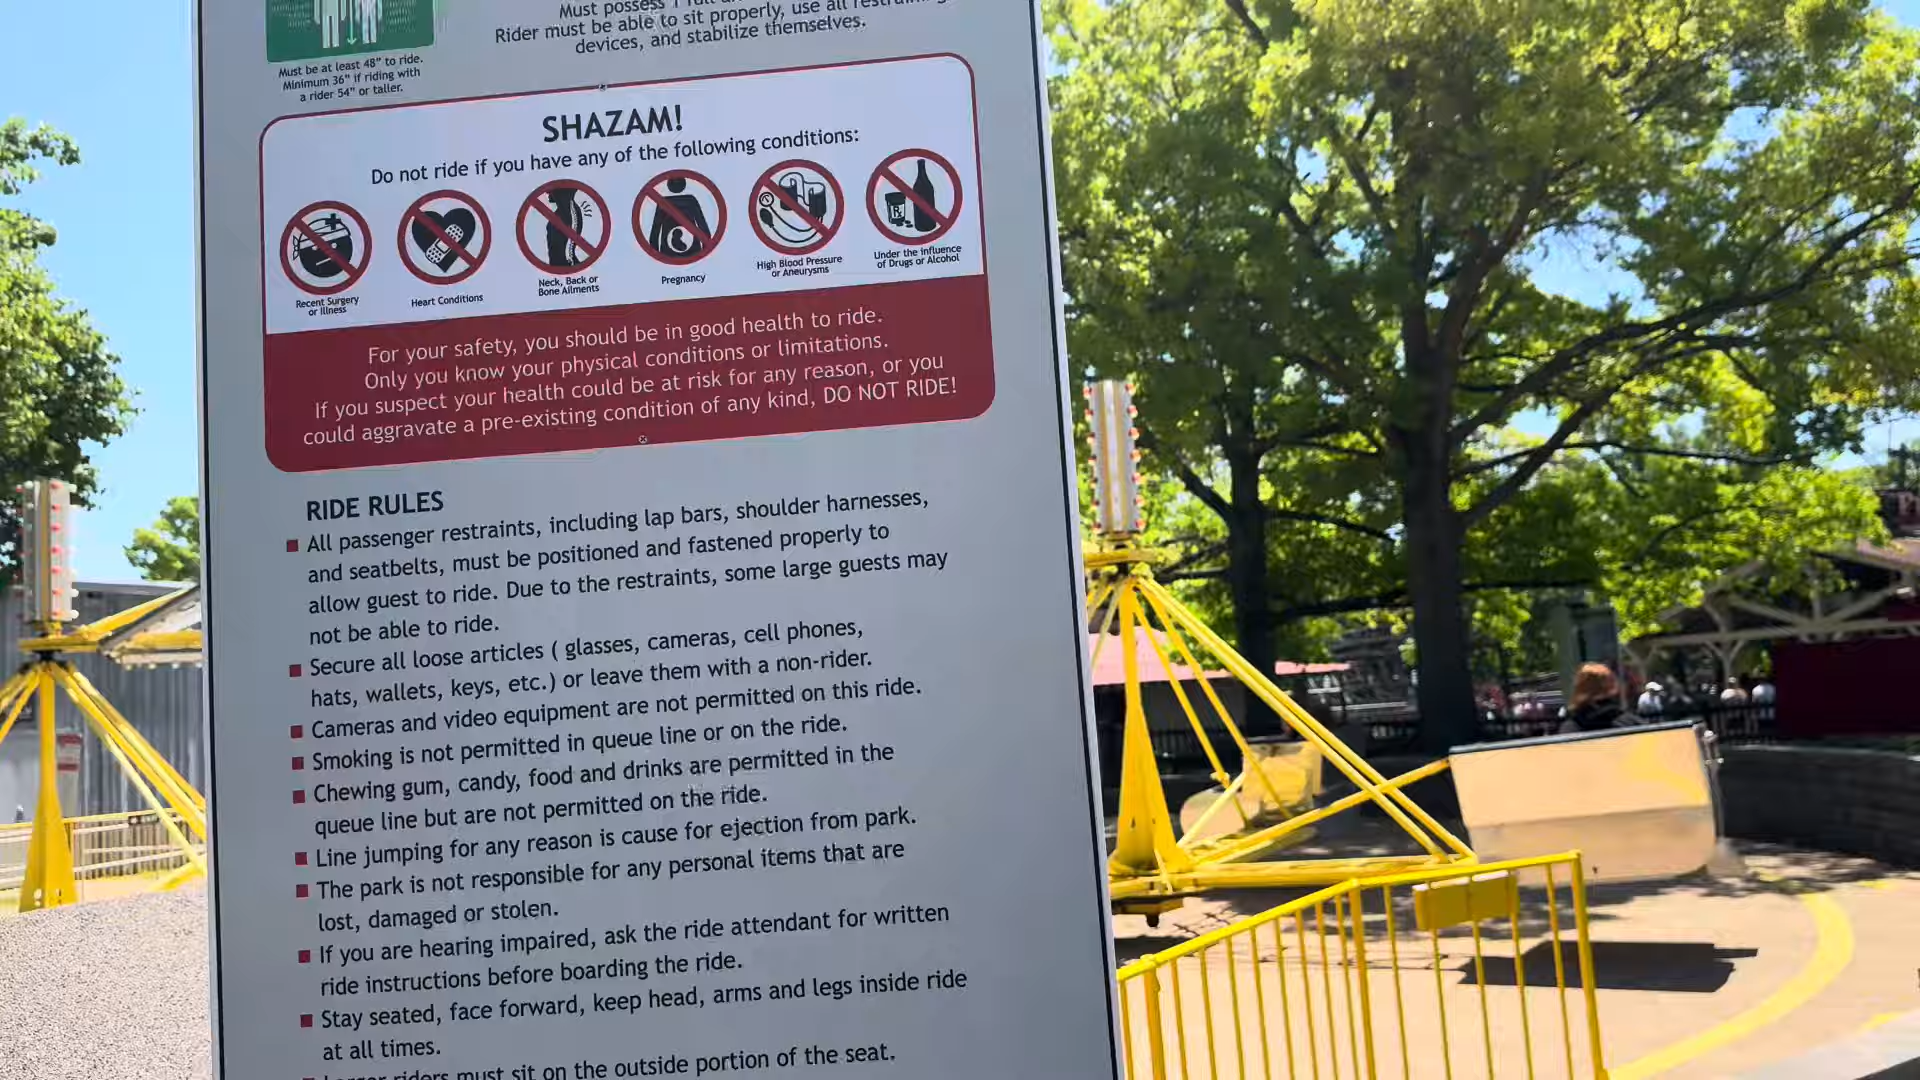 Must possess 1 full
Rider must be able to sit properly, use all restraining
devices, and stabilize themselves.
Must be at least 48" to ride.
Minimum 36" if riding with
a rider 54" or taller.
SHAZAM!
Do not ride if you have any of the following conditions:
Recent Surgery
or Illness
Heart Conditions
Neck, Back or
Bone Ailments
Pregnancy
High Blood Pressure
or Aneurysms
Rx
Under the influence
of Drugs or Alcohol
For your safety, you should be in good health to ride.
Only you know your physical conditions or limitations.
If you suspect your health could be at risk for any reason, or you
could aggravate a pre-existing condition of any kind, DO NOT RIDE!
RIDE RULES
All passenger restraints, including lap bars, shoulder harnesses,
and seatbelts, must be positioned and fastened properly to
allow guest to ride. Due to the restraints, some large guests may
not be able to ride.
Secure all loose articles ( glasses, cameras, cell phones,
hats, wallets, keys, etc.) or leave them with a non-rider.
Cameras and video equipment are not permitted on this ride.
Smoking is not permitted in queue line or on the ride.
Chewing gum, candy, food and drinks are permitted in the
queue line but are not permitted on the ride.
Line jumping for any reason is cause for ejection from park.
The park is not responsible for any personal items that are
lost, damaged or stolen.
If you are hearing impaired, ask the ride attendant for written
ride instructions before boarding the ride.
Stay seated, face forward, keep head, arms and legs inside ride
at all times.
Larger riders must sit on the outside portion of the seat.